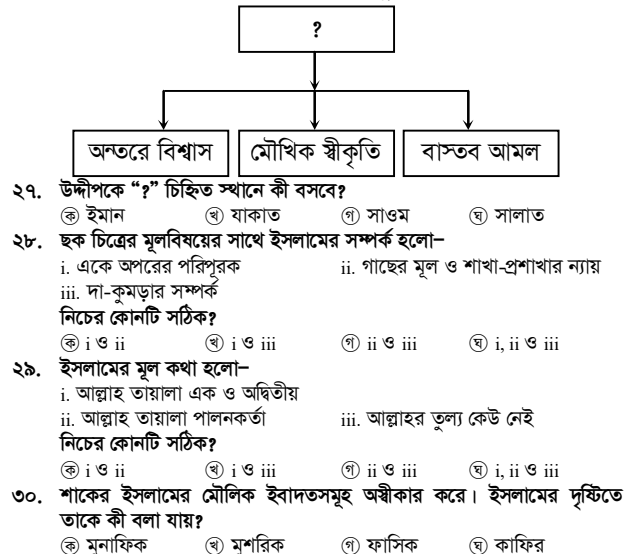 ?
অন্তরে বিশ্বাস মৌখিক স্বীকৃতি বাস্তব আমল
২৭. উদ্দীপকে “?” চিহ্নিত স্থানে কী বসবে?
ক ইমান খ যাকাত গ সাওম ঘ সালাত
২৮. ছক চিত্রের মূলবিষয়ের সাথে ইসলামের সম্পর্ক হলো–
i. একে অপরের পরিপূরক ii. গাছের মূল ও শাখা-প্রশাখার ন্যায়
iii. দা-কুমড়ার সম্পর্ক
নিচের কোনটি সঠিক?
ক i ও ii খ i ও iii গ ii ও iii ঘ i, ii ও iii
২৯. ইসলামের মূল কথা হলো–
i. আল্লাহ তায়ালা এক ও অদ্বিতীয়
ii. আল্লাহ তায়ালা পালনকর্তা iii. আল্লাহর তুল্য কেউ নেই
নিচের কোনটি সঠিক?
ক i ও ii খ i ও iii গ ii ও iii ঘ i, ii ও iii
৩০. শাকের ইসলামের মৌলিক ইবাদতসমূহ অস্বীকার করে। ইসলামের দৃষ্টিতে
তাকে কী বলা যায়?
ক মুনাফিক খ মুশরিক গ ফাসিক ঘ কাফির